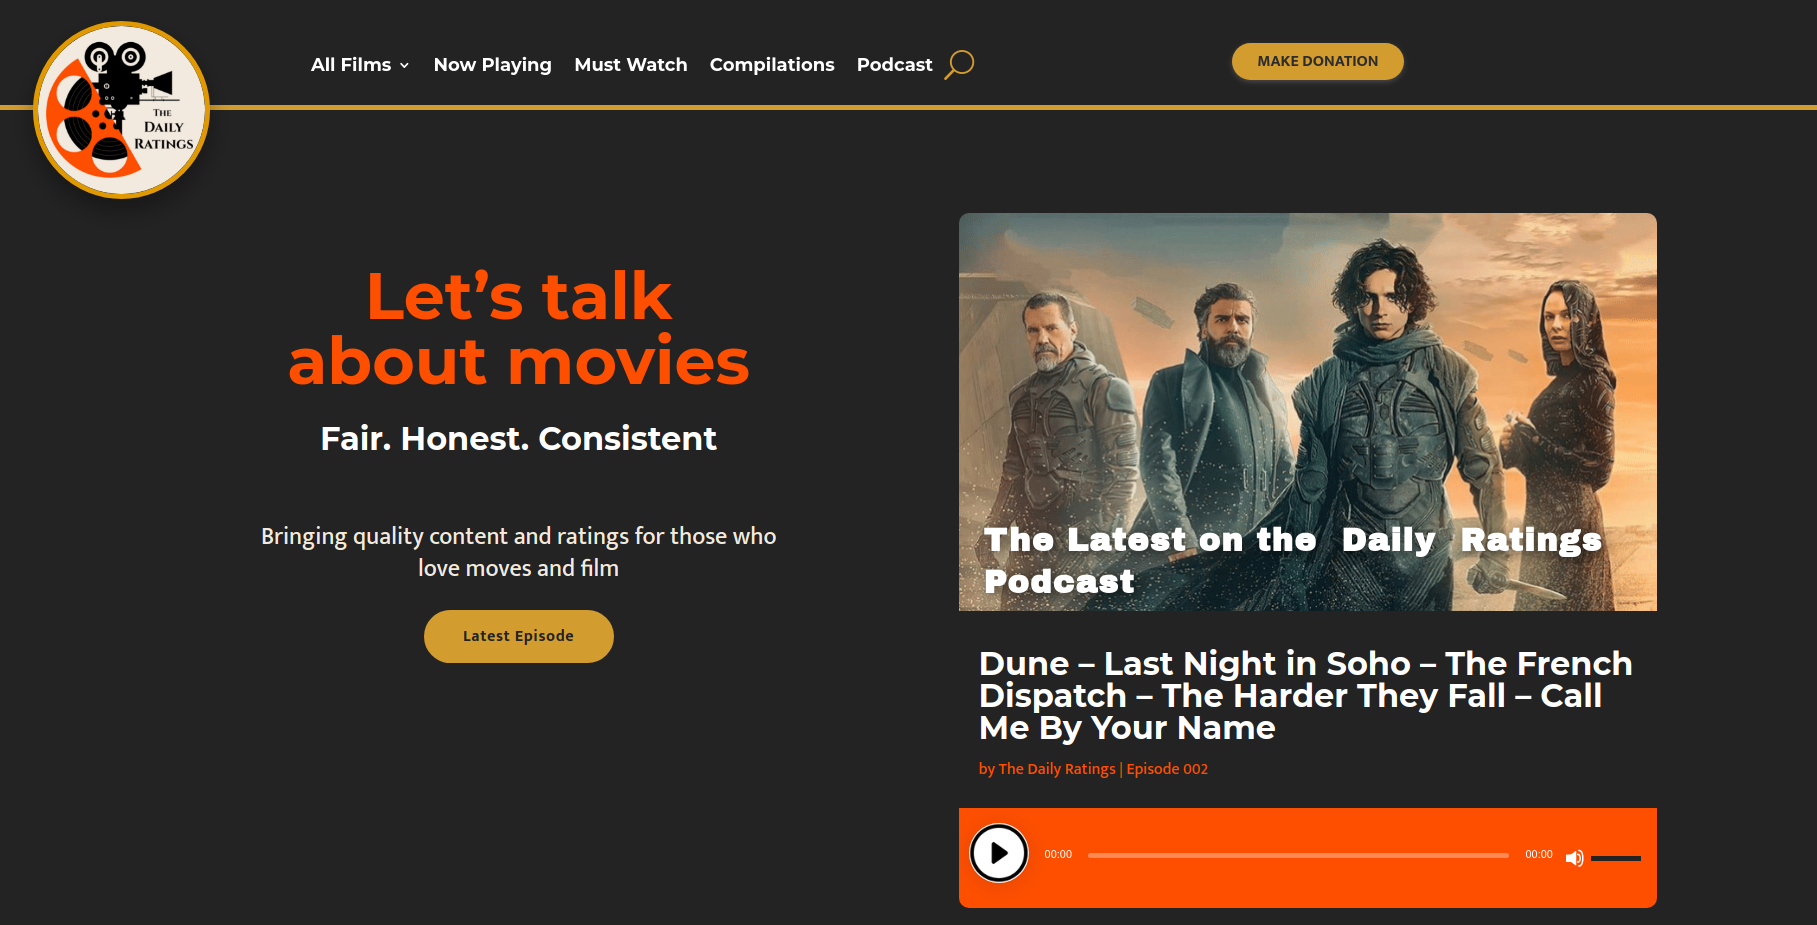 THE
DAILY
RATINGS
All Films
Now Playing
Must Watch
Compilations
Podcast
MAKE DONATION
Let’s talk
about movies
Fair. Honest. Consistent
Bringing quality content and ratings for those who
love moves and film
Latest Episode
The Latest on the Daily Ratings
Podcast
Dune – Last Night in Soho – The French
Dispatch – The Harder They Fall – Call
Me By Your Name
by The Daily Ratings | Episode 002
00:00
00:00